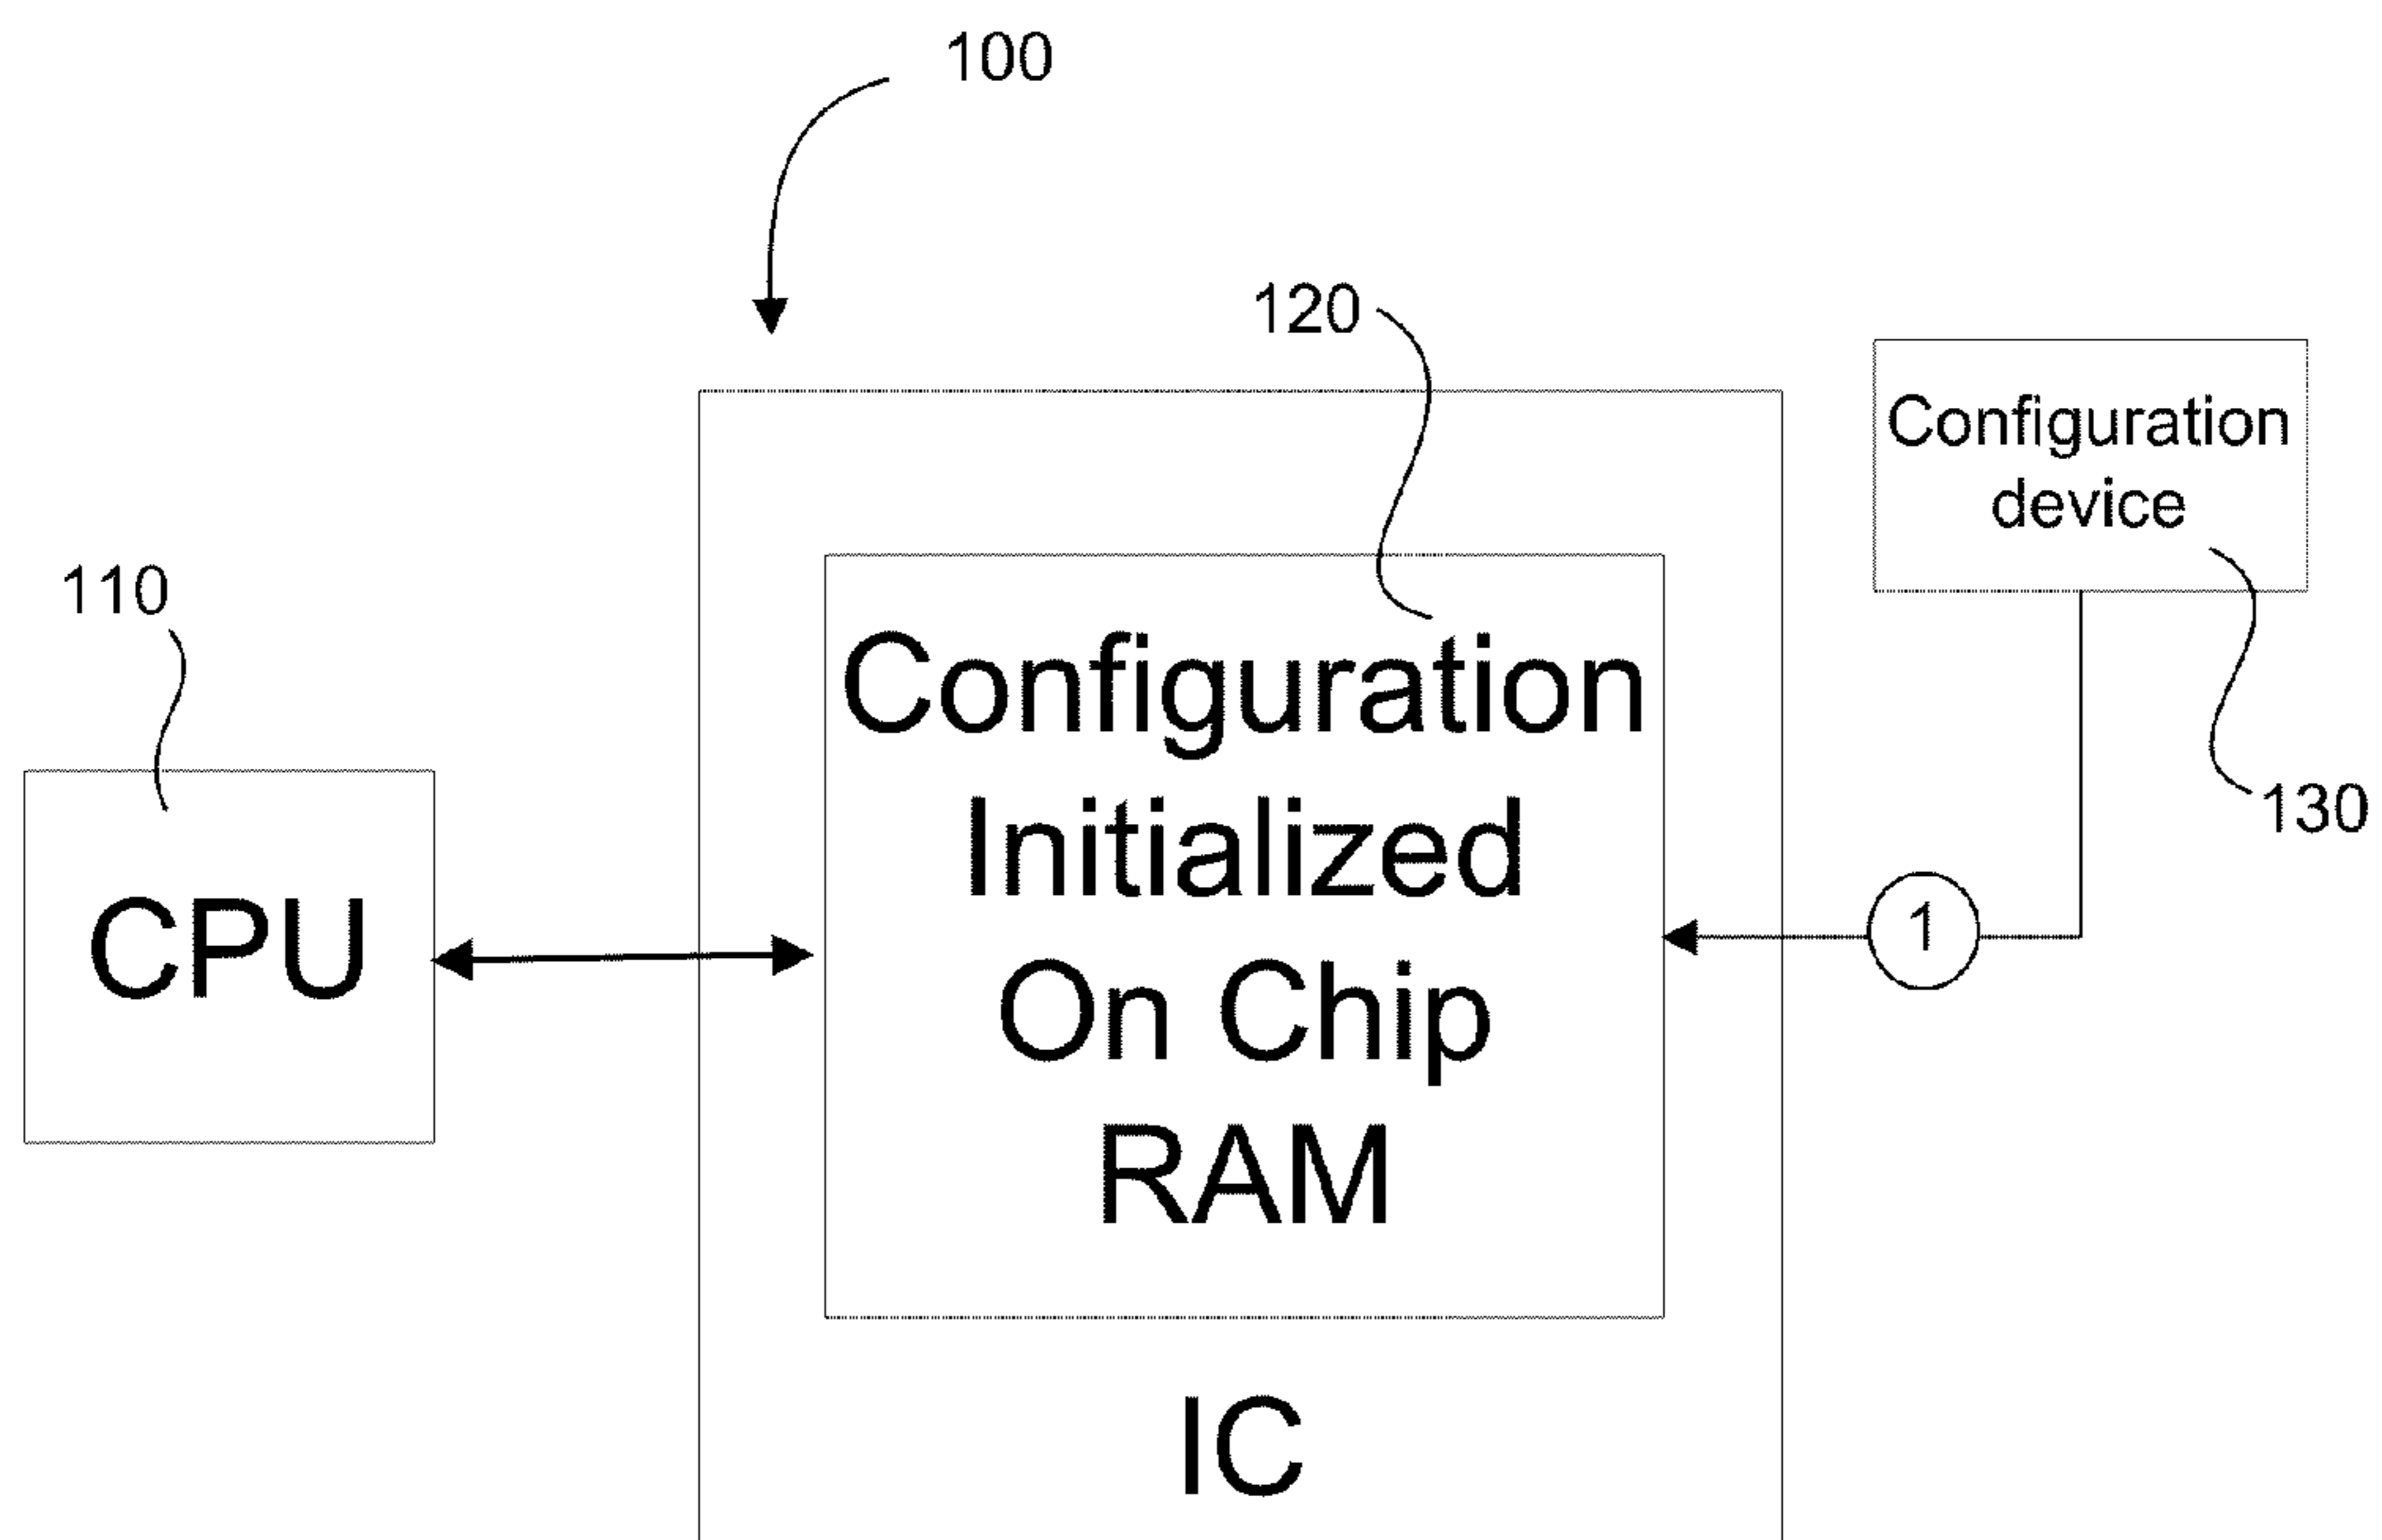 100
120
Configuration
device
110
Configuration
Initialized
On Chip
RAM
130
CPU
1
IC